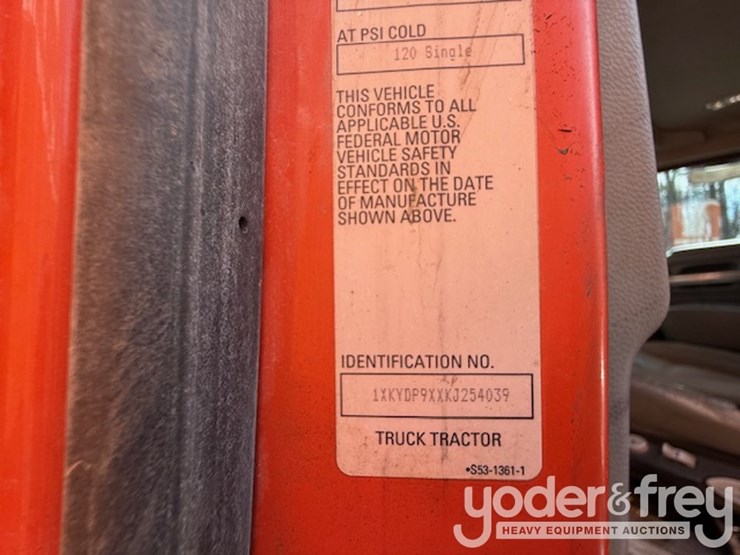 AT PSI COLD
120 Single
THIS VEHICLE
CONFORMS TO ALL
APPLICABLE U.S.
FEDERAL MOTOR
VEHICLE SAFETY
STANDARDS IN
EFFECT ON THE DATE
OF MANUFACTURE
SHOWN ABOVE.
IDENTIFICATION NO.
1XKYDP9XXKJ254039
TRUCK TRACTOR
•S53-1361-1
yoder&frey
HEAVY EQUIPMENT AUCTIONS